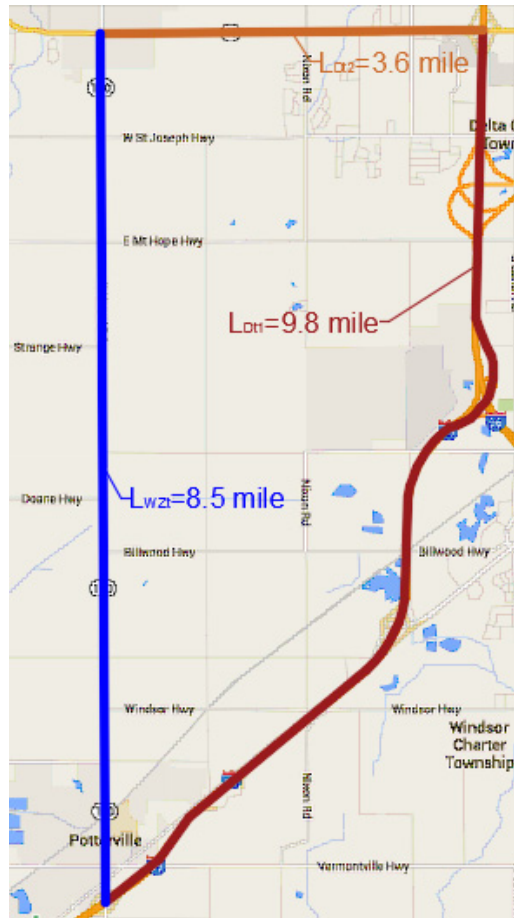 LDt2=3.6 mile
Nixon Rd
W St Joseph Hwy
Delta C
Town
E Mt Hope Hwy
LDt1=9.8 mile
Strange Hwy
LWZt=8.5 mile
Doane Hwy
Nixon Rd
Billwood Hwy
Billwood Hwy
Windsor Hwy
Windsor Hwy
Windsor
Charter
Township
Nixon Rd
Potterville
Vermontville Hwy